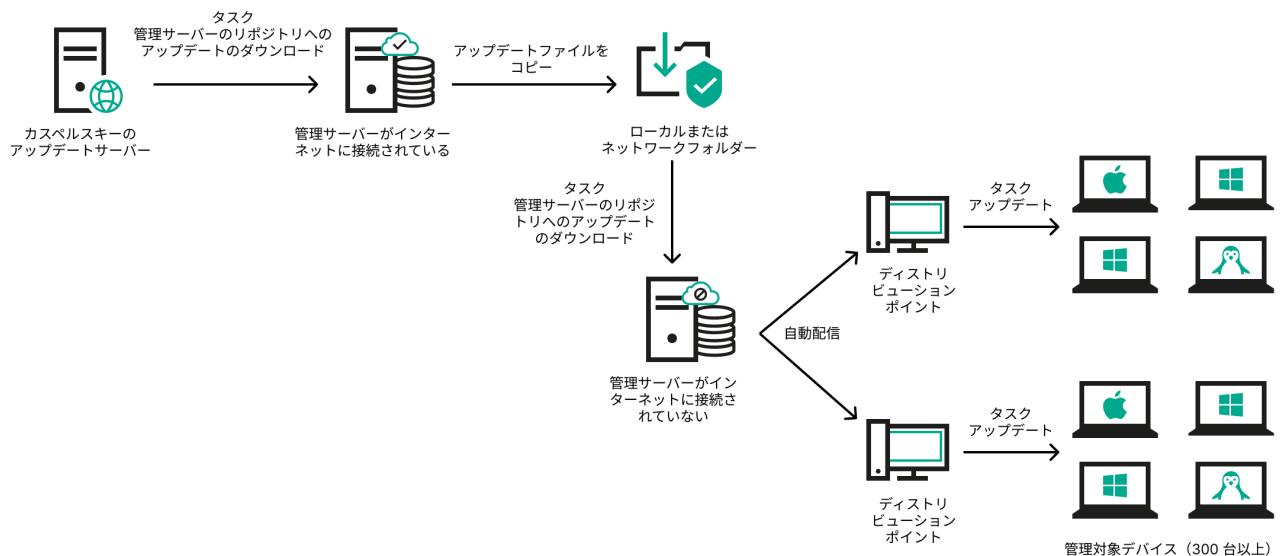 タスク
管理サーバーのリポジトリへの
アップデートのダウンロード
アップデートファイルを
コピー
カスペルスキーの
アップデートサーバー
管理サーバーがインター
ネットに接続されている
ローカルまたは
ネットワークフォルダー
タスク
管理サーバーのリポジ
トリへのアップデート
のダウンロード
タスク
アップデート
ディストリ
ビューション
ポイント
自動配信
管理サーバーがイン
ターネットに接続さ
れていない
タスク
アップデート
ディストリ
ビューション
ポイント
管理対象デバイス（300 台以上）